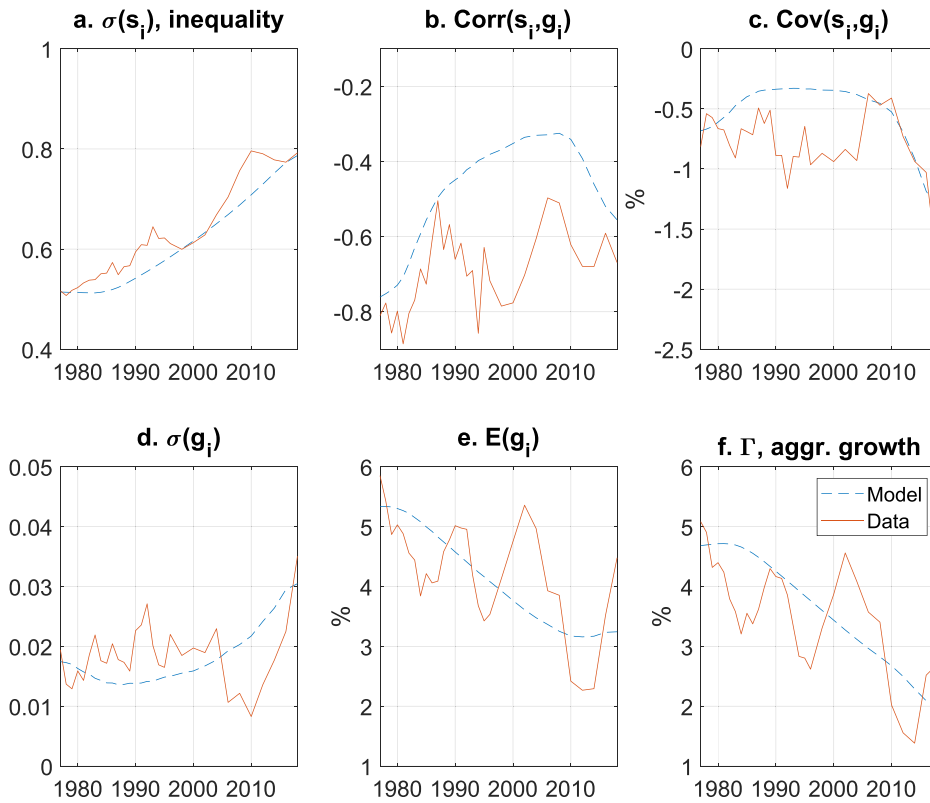 a. σ(s_i), inequality
1
0.8
0.6
0.4
1980 1990 2000 2010
b. Corr(s_i,g_i)
-0.2
-0.4
-0.6
-0.8
1980 1990 2000 2010
c. Cov(s_i,g_i)
%
0
-0.5
-1
-1.5
-2
-2.5
1980 1990 2000 2010
d. σ(g_i)
0.05
0.04
0.03
0.02
0.01
0
1980 1990 2000 2010
e. E(g_i)
%
6
5
4
3
2
1
1980 1990 2000 2010
f. Γ, aggr. growth
%
6
5
4
3
2
1
Model
Data
1980 1990 2000 2010